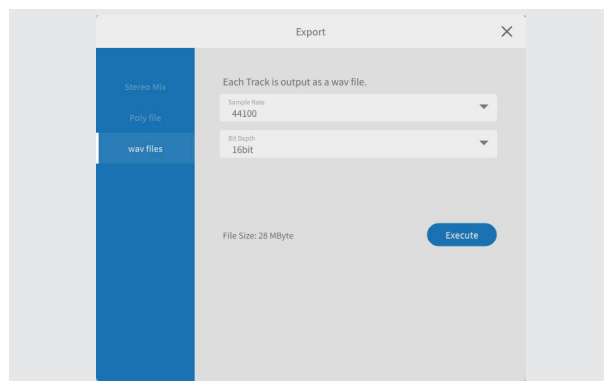 Export
Stereo Mix
Poly file
wav files
Each Track is output as a wav file.
Sample Rate
44100
Bit Depth
16bit
File Size: 28 MByte
Execute